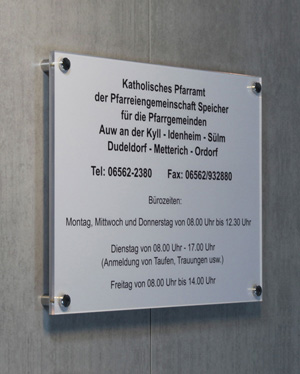 Katholisches Pfarramt
der Pfarreiengemeinschaft Speicher
für die Pfarrgemeinden
Auw an der Kyll - Idenheim - Sülm
Dudeldorf - Metterich - Ordorf
Tel: 06562-2380 Fax: 06562/932880
Bürozeiten:
Montag, Mittwoch und Donnerstag von 08.00 Uhr bis 12.30 Uhr
Dienstag von 08.00 Uhr - 17.00 Uhr
(Anmeldung von Taufen, Trauungen usw.)
Freitag von 08.00 Uhr bis 14.00 Uhr